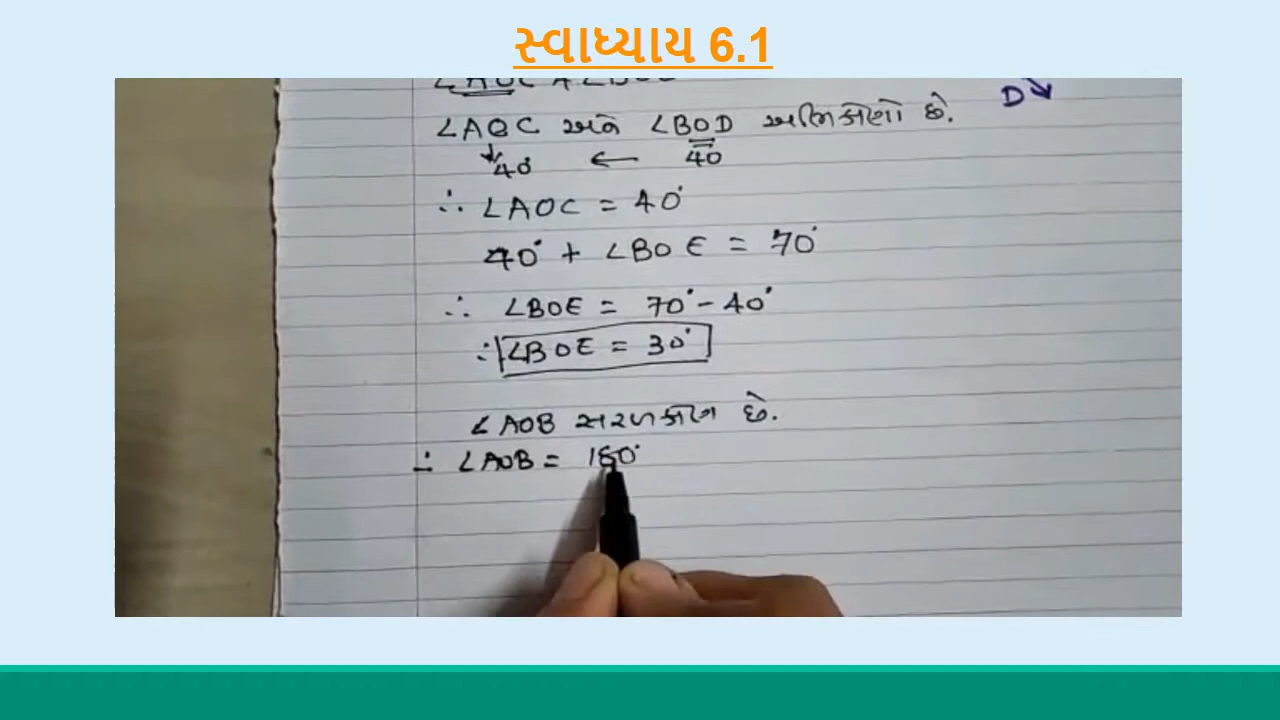 સ્વાધ્યાય 6.1
D
∠AOC અને ∠BOD અભિકોણો છે.
40° ← 40
∴ ∠AOC = 40°
40° + ∠BOE = 70°
∴ ∠BOE = 70° - 40°
∴ ∠BOE = 30°
∠AOB સરળકોણ છે.
∴ ∠AOB = 180°